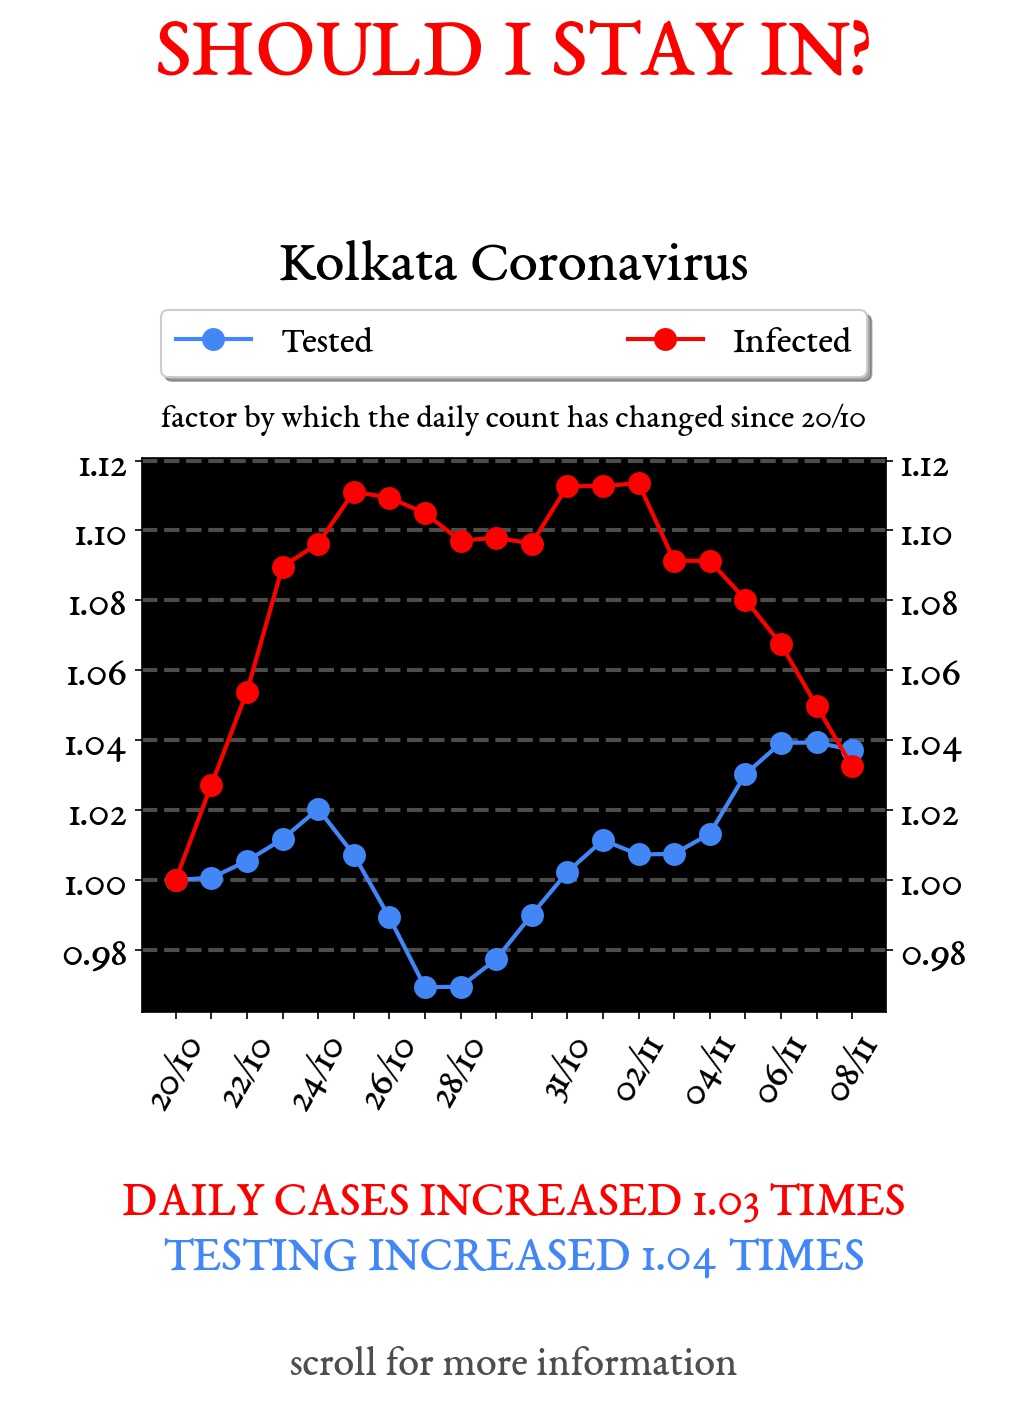 SHOULD I STAY IN?
Kolkata Coronavirus
Tested Infected
factor by which the daily count has changed since 20/10
1.12 1.12
1.10 1.10
1.08 1.08
1.06 1.06
1.04 1.04
1.02 1.02
1.00 1.00
0.98 0.98
20/10 22/10 24/10 26/10 28/10 31/10 02/11 04/11 06/11 08/11
DAILY CASES INCREASED 1.03 TIMES
TESTING INCREASED 1.04 TIMES
scroll for more information